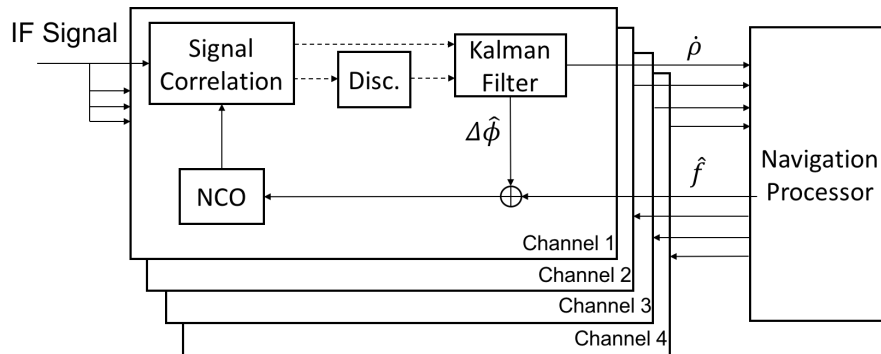 IF Signal
Signal
Correlation
Disc.
Kalman
Filter
ρ̇
Δφ̂
f̂
NCO
Navigation
Processor
Channel 1
Channel 2
Channel 3
Channel 4